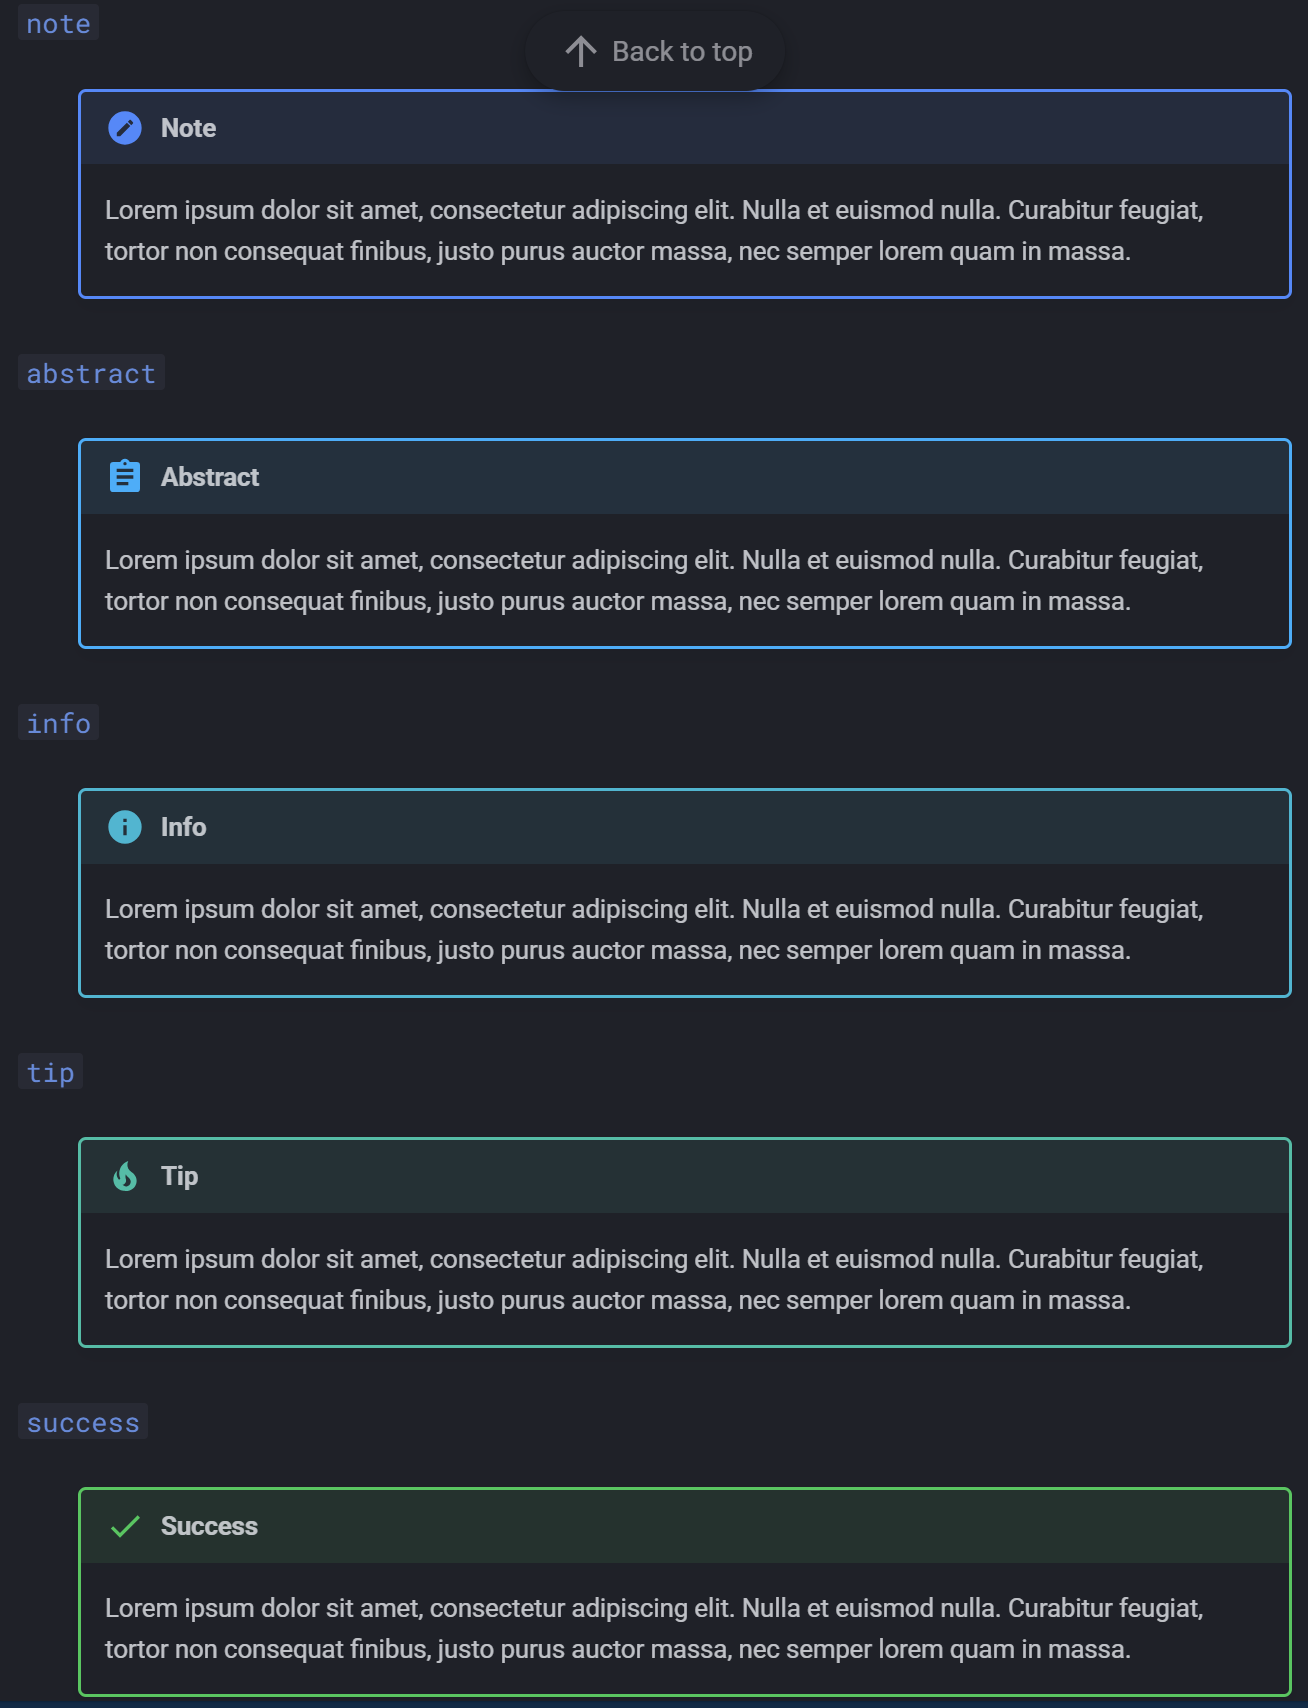 note
Back to top
Note
Lorem ipsum dolor sit amet, consectetur adipiscing elit. Nulla et euismod nulla. Curabitur feugiat,
tortor non consequat finibus, justo purus auctor massa, nec semper lorem quam in massa.
abstract
Abstract
Lorem ipsum dolor sit amet, consectetur adipiscing elit. Nulla et euismod nulla. Curabitur feugiat,
tortor non consequat finibus, justo purus auctor massa, nec semper lorem quam in massa.
info
Info
Lorem ipsum dolor sit amet, consectetur adipiscing elit. Nulla et euismod nulla. Curabitur feugiat,
tortor non consequat finibus, justo purus auctor massa, nec semper lorem quam in massa.
tip
Tip
Lorem ipsum dolor sit amet, consectetur adipiscing elit. Nulla et euismod nulla. Curabitur feugiat,
tortor non consequat finibus, justo purus auctor massa, nec semper lorem quam in massa.
success
Success
Lorem ipsum dolor sit amet, consectetur adipiscing elit. Nulla et euismod nulla. Curabitur feugiat,
tortor non consequat finibus, justo purus auctor massa, nec semper lorem quam in massa.